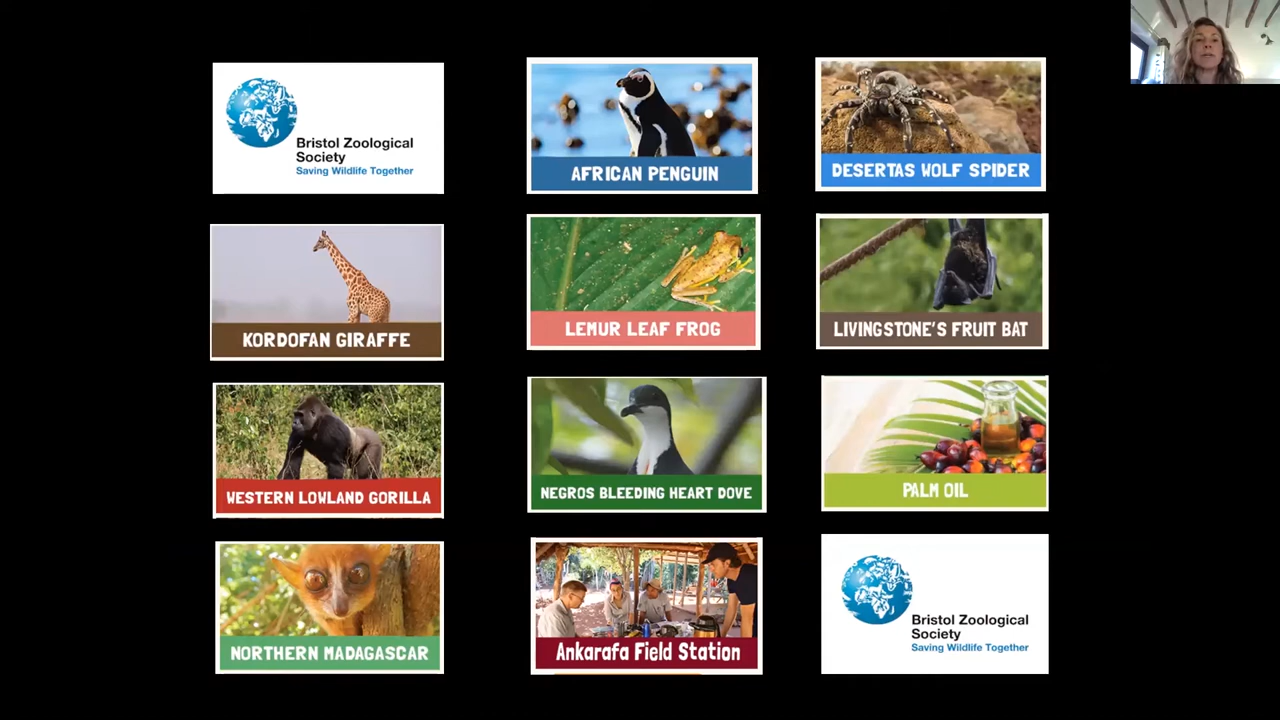 Bristol Zoological
Society
Saving Wildlife Together
AFRICAN PENGUIN
DESERTAS WOLF SPIDER
KORDOFAN GIRAFFE
LEMUR LEAF FROG
LIVINGSTONE'S FRUIT BAT
WESTERN LOWLAND GORILLA
NEGROS BLEEDING HEART DOVE
PALM OIL
NORTHERN MADAGASCAR
Ankarafa Field Station
Bristol Zoological
Society
Saving Wildlife Together